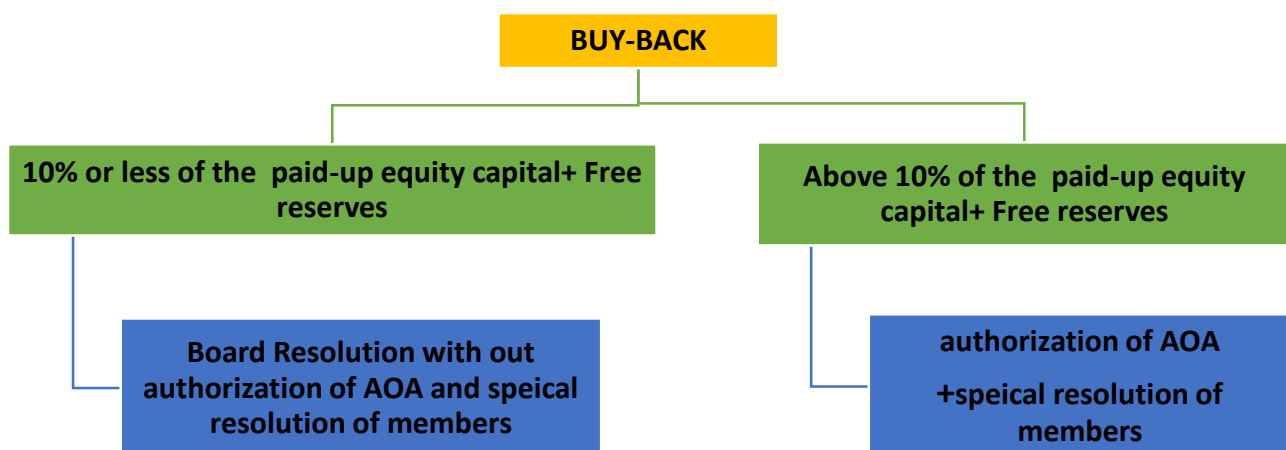 BUY-BACK
10% or less of the  paid-up equity capital+ Free
reserves
Above 10% of the  paid-up equity
capital+ Free reserves
Board Resolution with out
authorization of AOA and speical
resolution of members
authorization of AOA
+speical resolution of
members